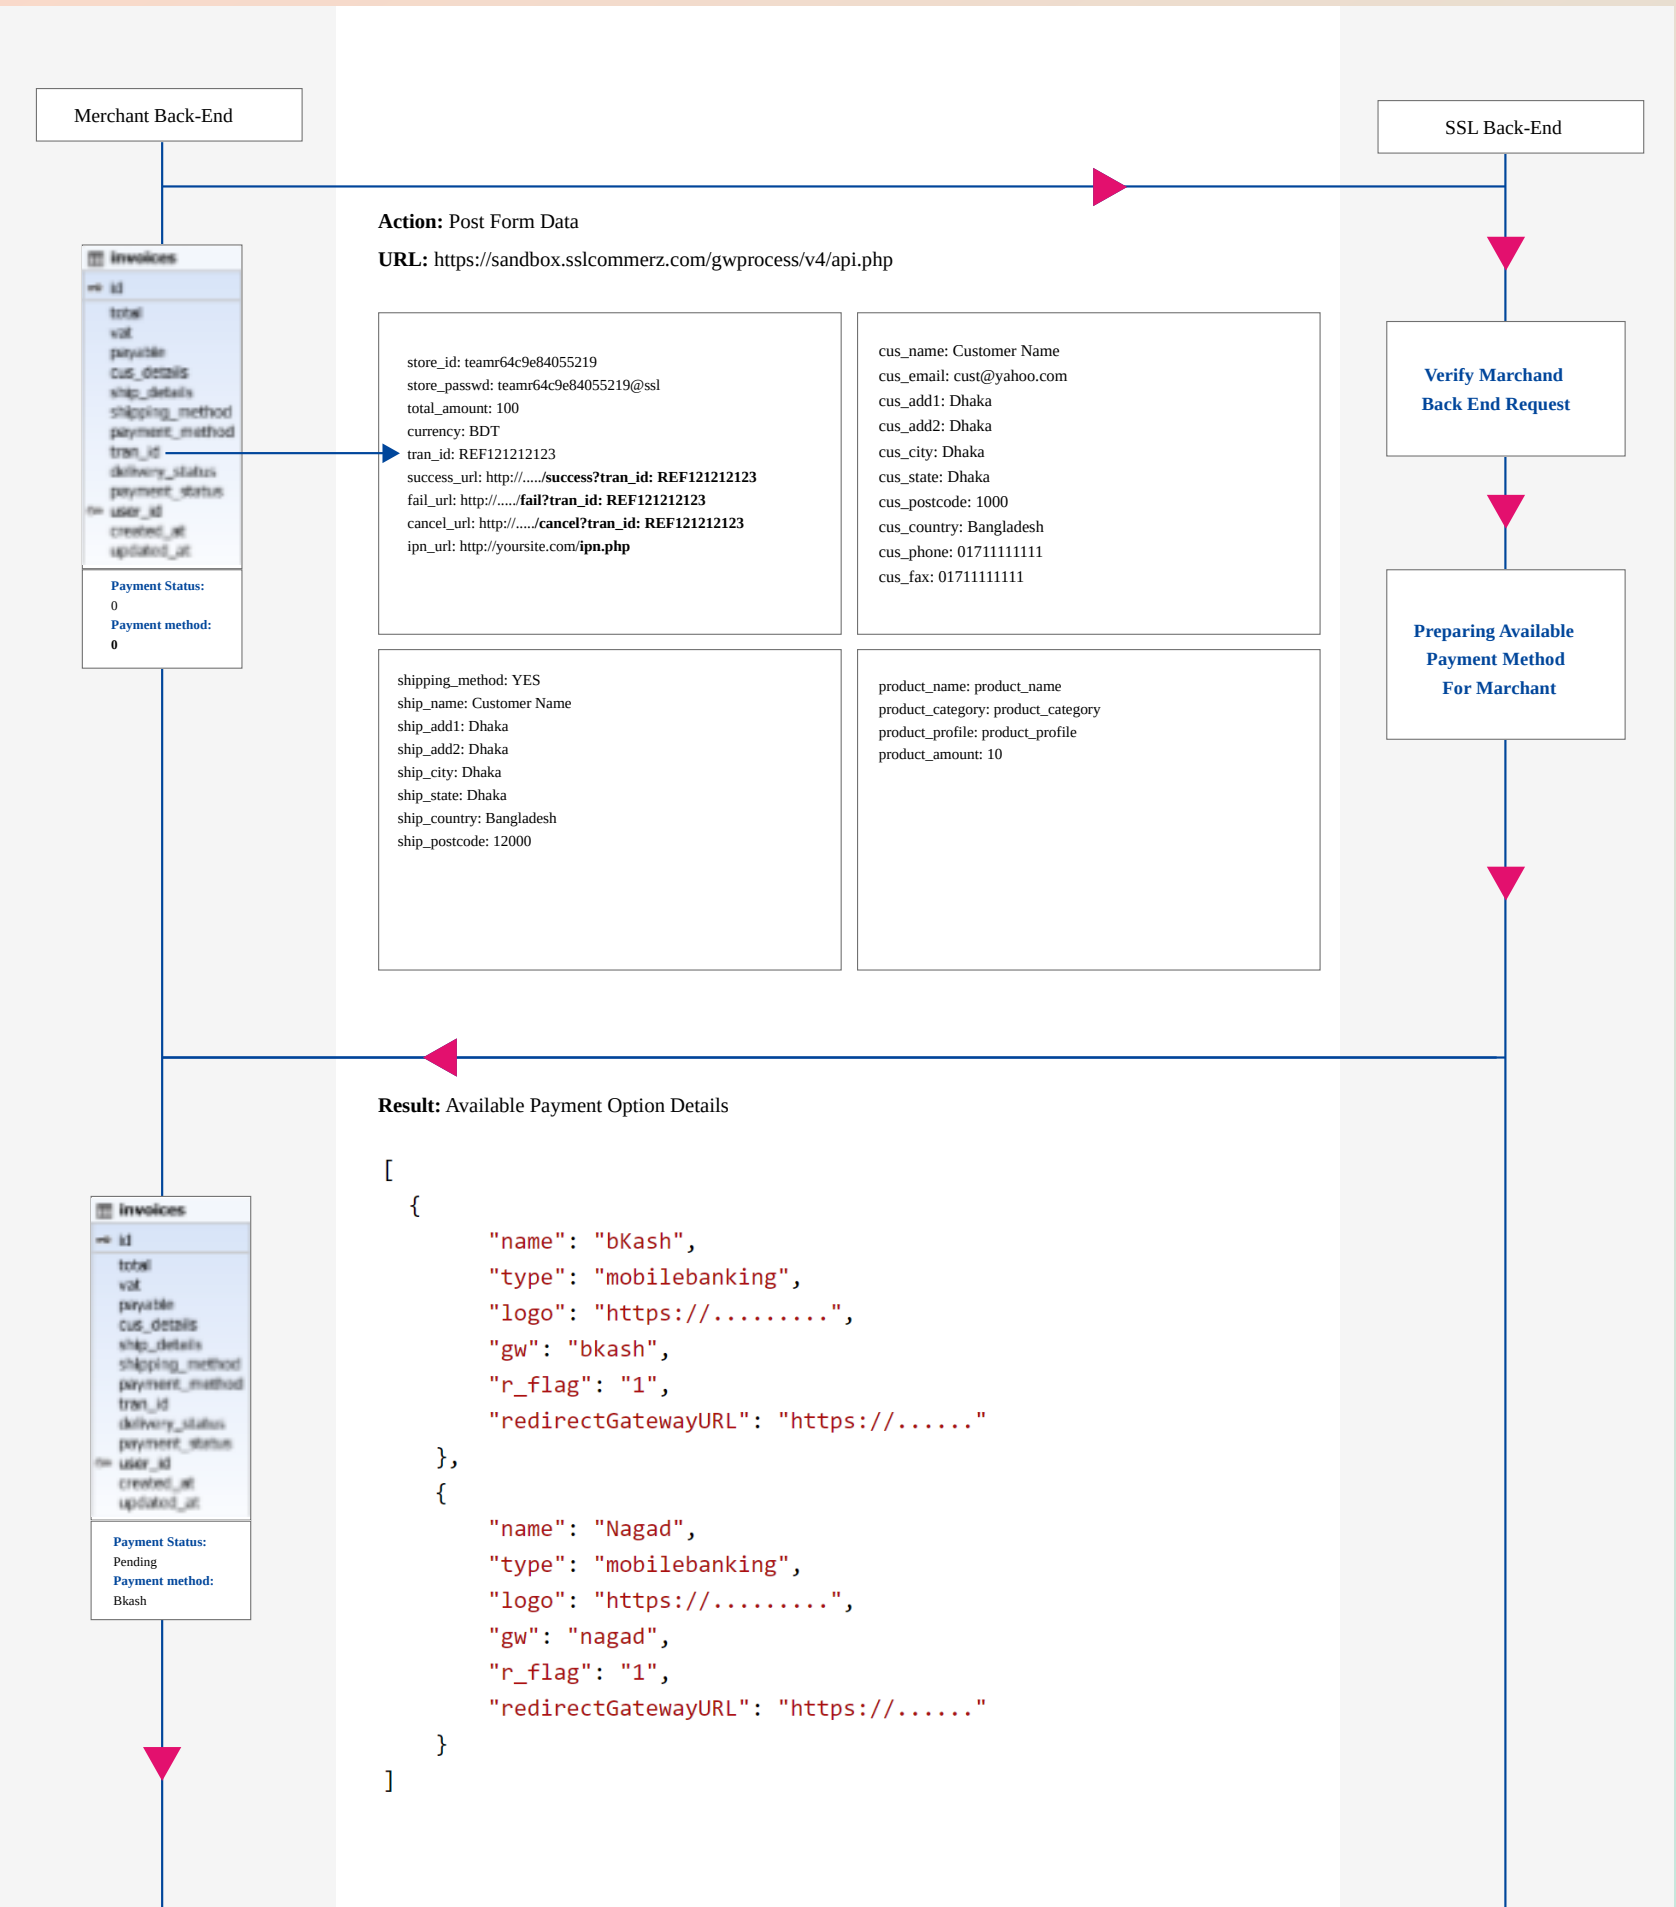 Merchant Back-End
SSL Back-End
Action: Post Form Data
URL: https://sandbox.sslcommerz.com/gwprocess/v4/api.php
invoices
id
total
vat
payable
cus_details
ship_details
shipping_method
payment_method
tran_id
delivery_status
payment_status
user_id
created_at
updated_at
Payment Status:
0
Payment method:
0
store_id: teamr64c9e84055219
store_passwd: teamr64c9e84055219@ssl
total_amount: 100
currency: BDT
tran_id: REF121212123
success_url: http://...../success?tran_id: REF121212123
fail_url: http://...../fail?tran_id: REF121212123
cancel_url: http://...../cancel?tran_id: REF121212123
ipn_url: http://yoursite.com/ipn.php
cus_name: Customer Name
cus_email: cust@yahoo.com
cus_add1: Dhaka
cus_add2: Dhaka
cus_city: Dhaka
cus_state: Dhaka
cus_postcode: 1000
cus_country: Bangladesh
cus_phone: 01711111111
cus_fax: 01711111111
Verify Marchand
Back End Request
Preparing Available
Payment Method
For Marchant
shipping_method: YES
ship_name: Customer Name
ship_add1: Dhaka
ship_add2: Dhaka
ship_city: Dhaka
ship_state: Dhaka
ship_country: Bangladesh
ship_postcode: 12000
product_name: product_name
product_category: product_category
product_profile: product_profile
product_amount: 10
Result: Available Payment Option Details
[
{
"name": "bKash",
"type": "mobilebanking",
"logo": "https://.........",
"gw": "bkash",
"r_flag": "1",
"redirectGatewayURL": "https://......"
},
{
"name": "Nagad",
"type": "mobilebanking",
"logo": "https://.........",
"gw": "nagad",
"r_flag": "1",
"redirectGatewayURL": "https://......"
}
]
invoices
id
total
vat
payable
cus_details
ship_details
shipping_method
payment_method
tran_id
delivery_status
payment_status
user_id
created_at
updated_at
Payment Status:
Pending
Payment method:
Bkash